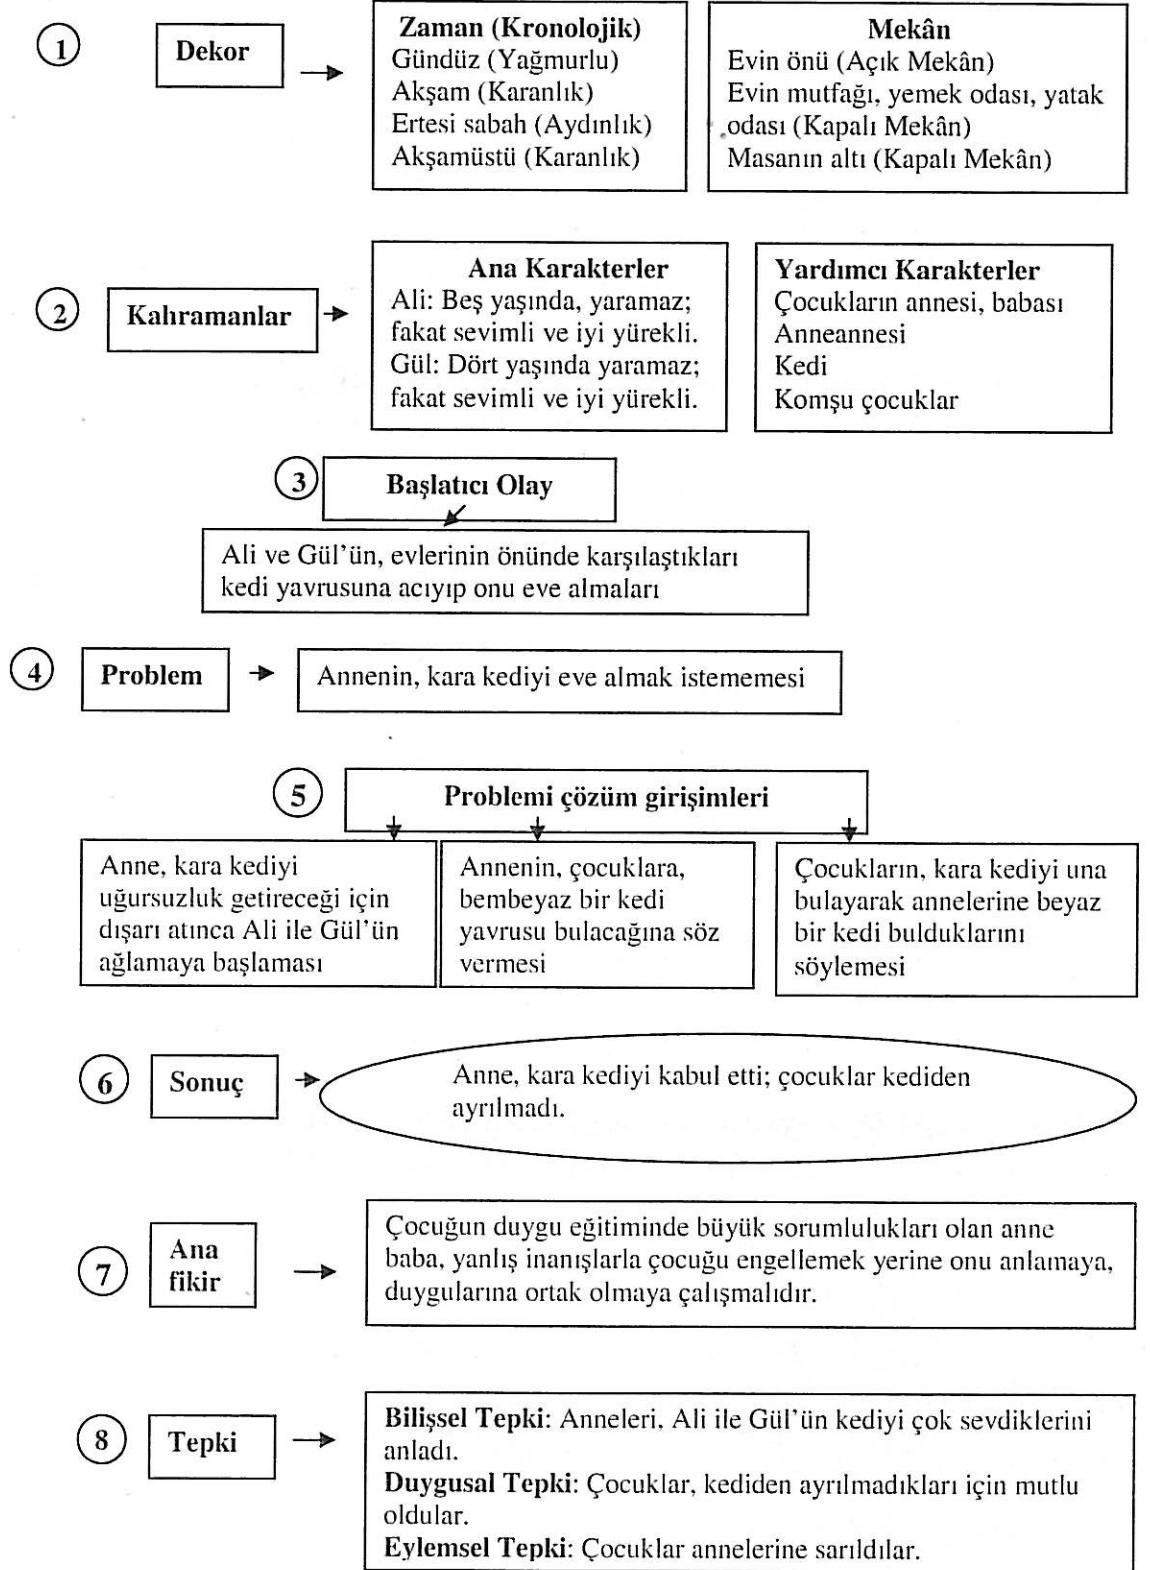 1
Dekor
Zaman (Kronolojik)
Gündüz (Yağmurlu)
Akşam (Karanlık)
Ertesi sabah (Aydınlık)
Akşamüstü (Karanlık)
Mekân
Evin önü (Açık Mekân)
Evin mutfağı, yemek odası, yatak
odası (Kapalı Mekân)
Masanın altı (Kapalı Mekân)
2
Kahramanlar
Ana Karakterler
Ali: Beş yaşında, yaramaz;
fakat sevimli ve iyi yürekli.
Gül: Dört yaşında yaramaz;
fakat sevimli ve iyi yürekli.
Yardımcı Karakterler
Çocukların annesi, babası
Anneannesi
Kedi
Komşu çocuklar
3
Başlatıcı Olay
Ali ve Gül'ün, evlerinin önünde karşılaştıkları
kedi yavrusuna acıyıp onu eve almaları
4
Problem
Annenin, kara kediyi eve almak istememesi
5
Problemi çözüm girişimleri
Anne, kara kediyi
uğursuzluk getireceği için
dışarı atınca Ali ile Gül'ün
ağlamaya başlaması
Annenin, çocuklara,
bembeyaz bir kedi
yavrusu bulacağına söz
vermesi
Çocukların, kara kediyi una
bulayarak annelerine beyaz
bir kedi bulduklarını
söylemesi
6
Sonuç
Anne, kara kediyi kabul etti; çocuklar kediden
ayrılmadı.
7
Ana
fikir
Çocuğun duygu eğitiminde büyük sorumlulukları olan anne
baba, yanlış inanışlarla çocuğu engellemek yerine onu anlamaya,
duygularına ortak olmaya çalışmalıdır.
8
Tepki
Bilişsel Tepki: Anneleri, Ali ile Gül'ün kediyi çok sevdiklerini
anladı.
Duygusal Tepki: Çocuklar, kediden ayrılmadıkları için mutlu
oldular.
Eylemsel Tepki: Çocuklar annelerine sarıldılar.